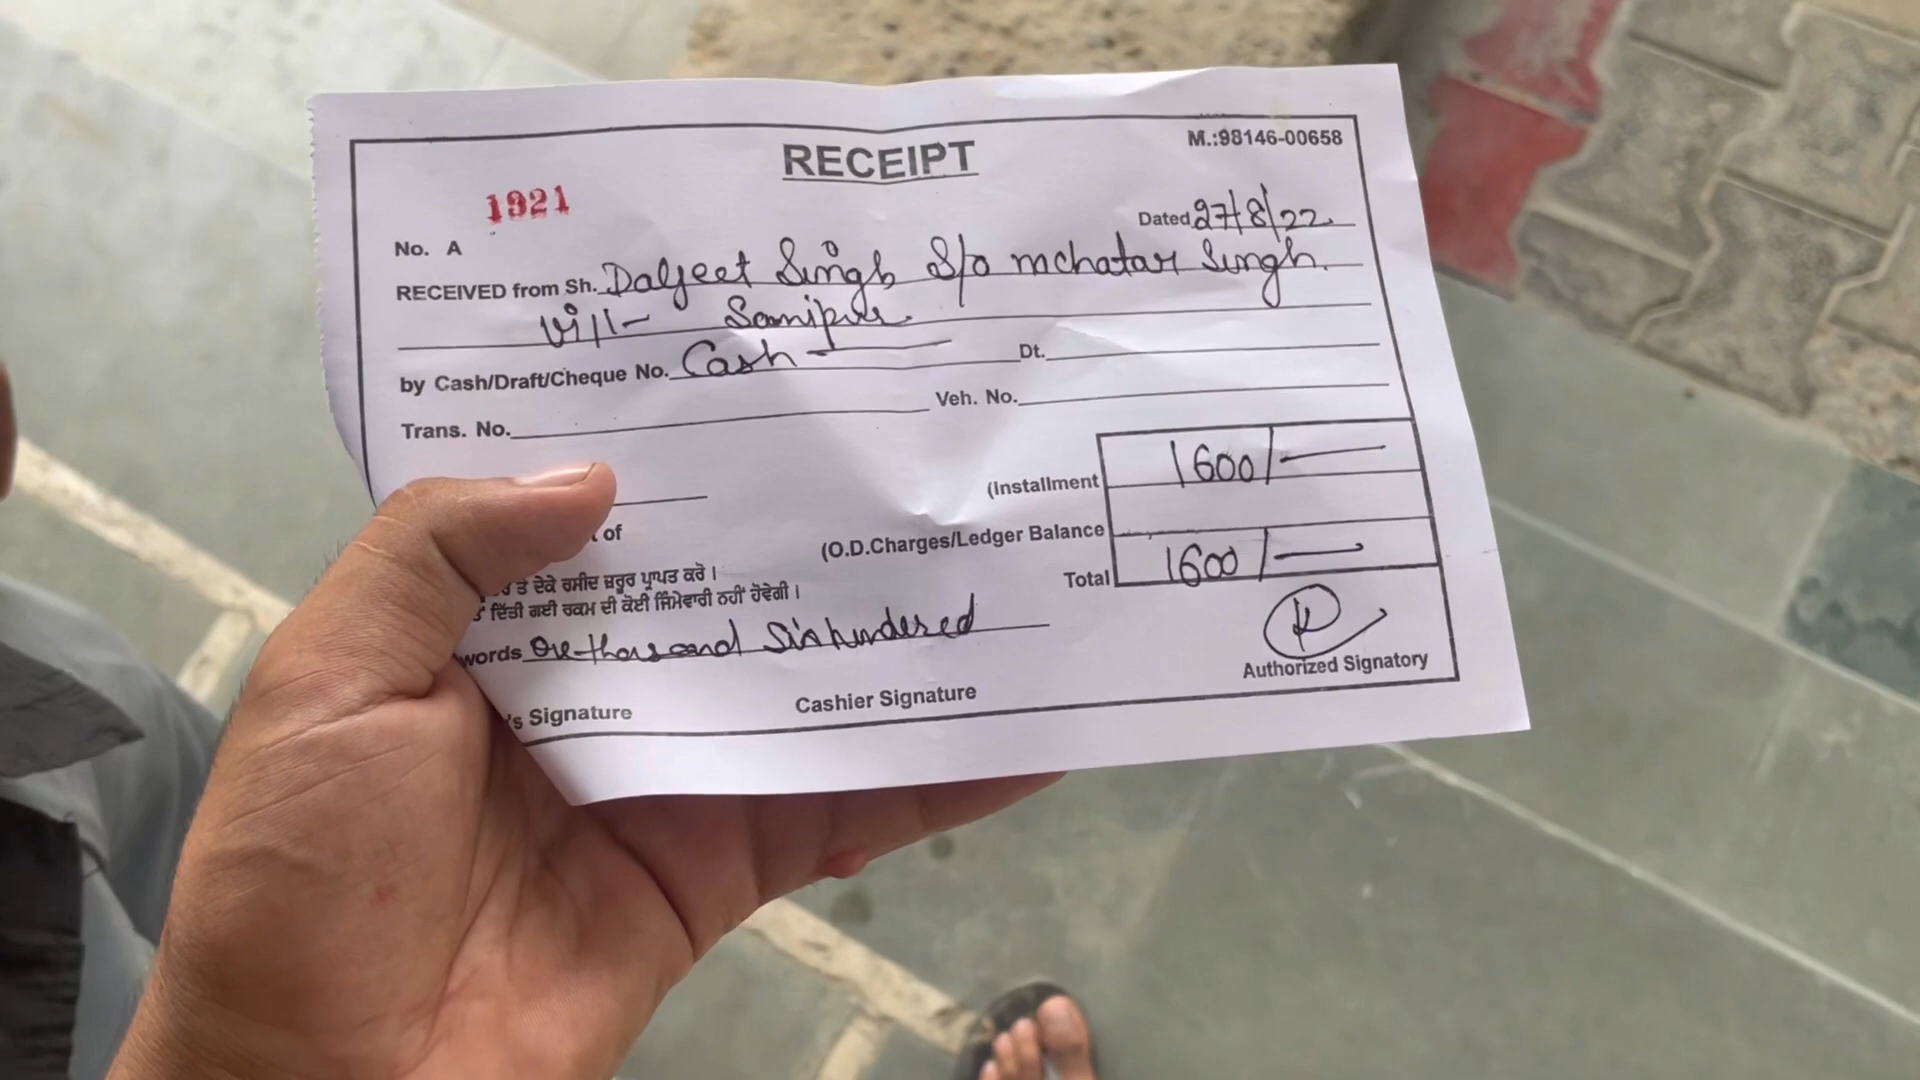 RECEIPT
M.:98146-00658
No. A 1921
Dated 27/8/22
RECEIVED from Sh. Daljeet Singh S/o mchatar Singh
Vill- Sanipur
by Cash/Draft/Cheque No. Cash - Dt.
Trans. No. Veh. No.
(Installment 1600/-
of
(O.D.Charges/Ledger Balance
Total 1600/-
ਤੇ ਦੇਕੇ ਰਸੀਦ ਜ਼ਰੂਰ ਪ੍ਰਾਪਤ ਕਰੋ।
ਦਿੱਤੀ ਗਈ ਰਕਮ ਦੀ ਕੋਈ ਜਿੰਮੇਵਾਰੀ ਨਹੀਂ ਹੋਵੇਗੀ।
words One thousand Six hundered
's Signature
Cashier Signature
Authorized Signatory